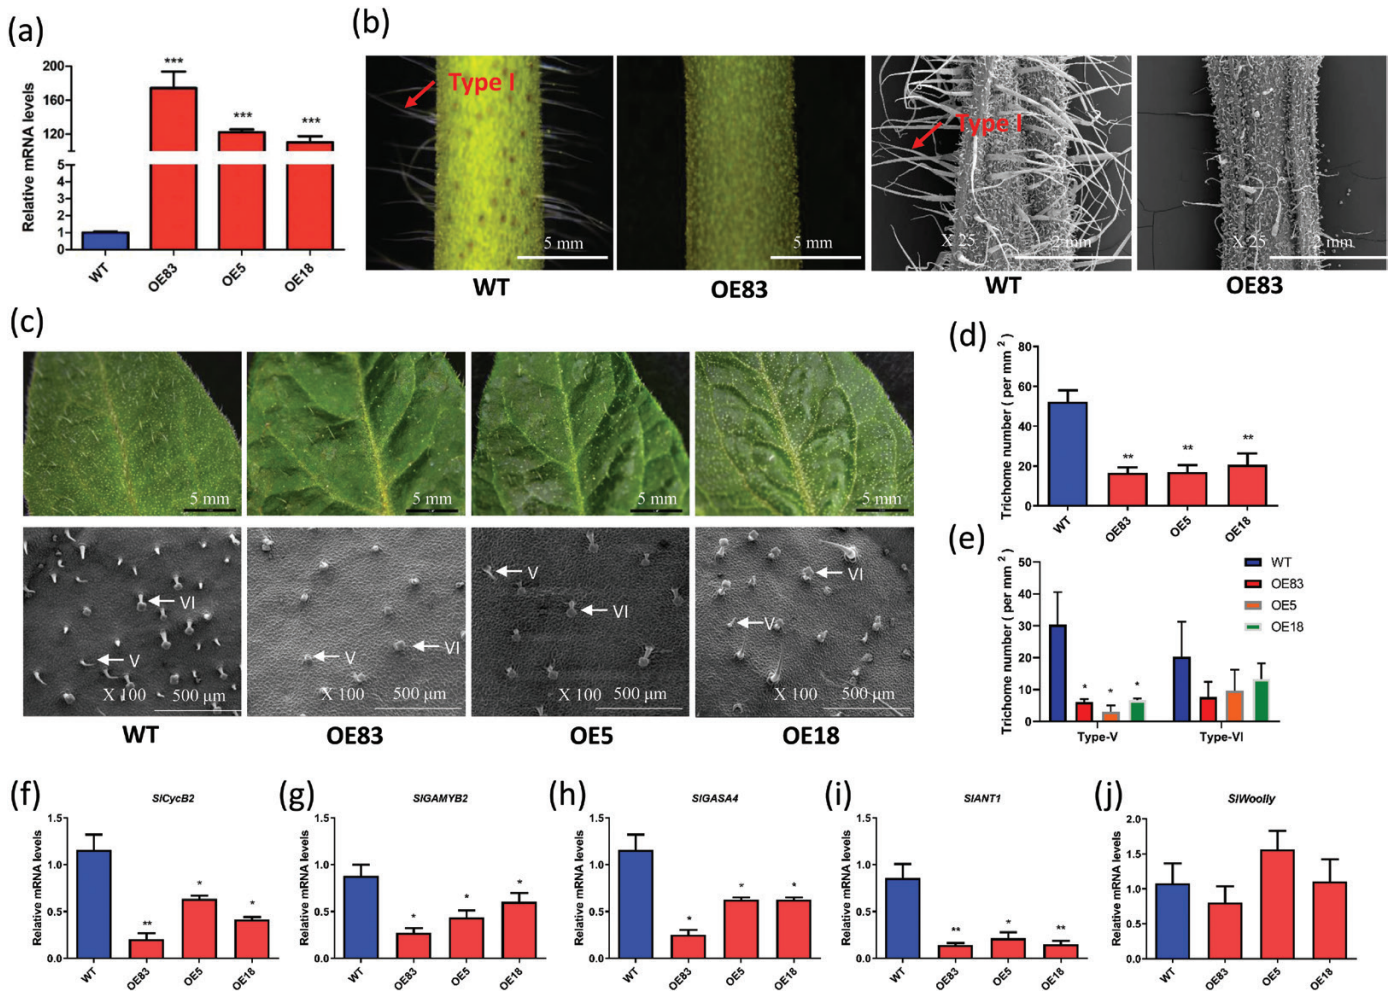 (a)
Relative mRNA levels
200
160
120
5
4
3
2
1
0
***
***
***
WT
OE83
OE5
OE18
(b)
Type I
5 mm
WT
5 mm
OE83
Type I
X 25
2 mm
WT
X 25
2 mm
OE83
(c)
5 mm
5 mm
5 mm
5 mm
VI
V
X 100
500 µm
WT
V
VI
X 100
500 µm
OE83
V
VI
X 100
500 µm
OE5
VI
V
X 100
500 µm
OE18
(d)
Trichome number ( per mm 2 )
80
60
40
20
0
**
**
**
WT
OE83
OE5
OE18
(e)
Trichome number ( per mm 2 )
50
40
30
20
10
0
WT
OE83
OE5
OE18
*
*
*
Type-V
Type-VI
(f)
SlCycB2
Relative mRNA levels
1.5
1.0
0.5
0.0
**
*
*
WT
OE83
OE5
OE18
(g)
SlGAMYB2
Relative mRNA levels
1.5
1.0
0.5
0.0
*
*
*
WT
OE83
OE5
OE18
(h)
SlGASA4
Relative mRNA levels
1.5
1.0
0.5
0.0
*
*
*
WT
OE83
OE5
OE18
(i)
SlANT1
Relative mRNA levels
1.5
1.0
0.5
0.0
**
*
**
WT
OE83
OE5
OE18
(j)
SlWoolly
Relative mRNA levels
2.0
1.5
1.0
0.5
0.0
WT
OE83
OE5
OE18